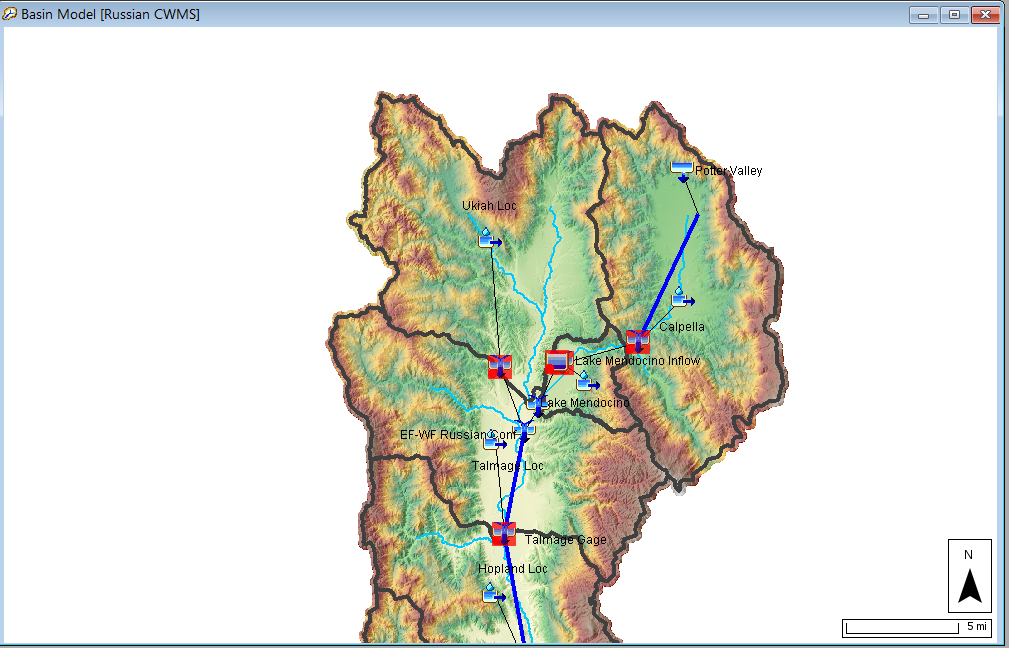 Basin Model [Russian CWMS]
Potter Valley
Ukiah Loc
Calpella
Lake Mendocino Inflow
Lake Mendocino
EF-WF Russian Conf
Talmage Loc
Talmage Gage
Hopland Loc
N
5 mi